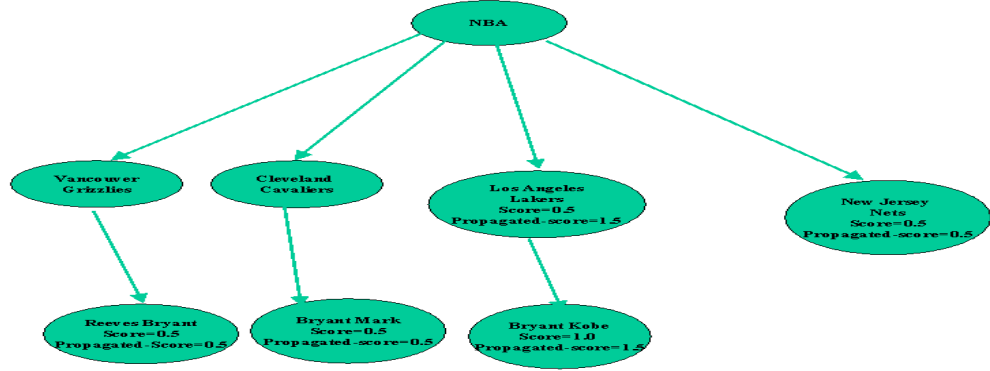 NBA
Vancouver
Grizzlies
Cleveland
Cavaliers
Los Angeles
Lakers
Score=0.5
Propagated-score=1.5
New Jersey
Nets
Score=0.5
Propagated-score=0.5
Reeves Bryant
Score=0.5
Propagated-Score=0.5
Bryant Mark
Score=0.5
Propagated-score=0.5
Bryant Kobe
Score=1.0
Propagated-score=1.5